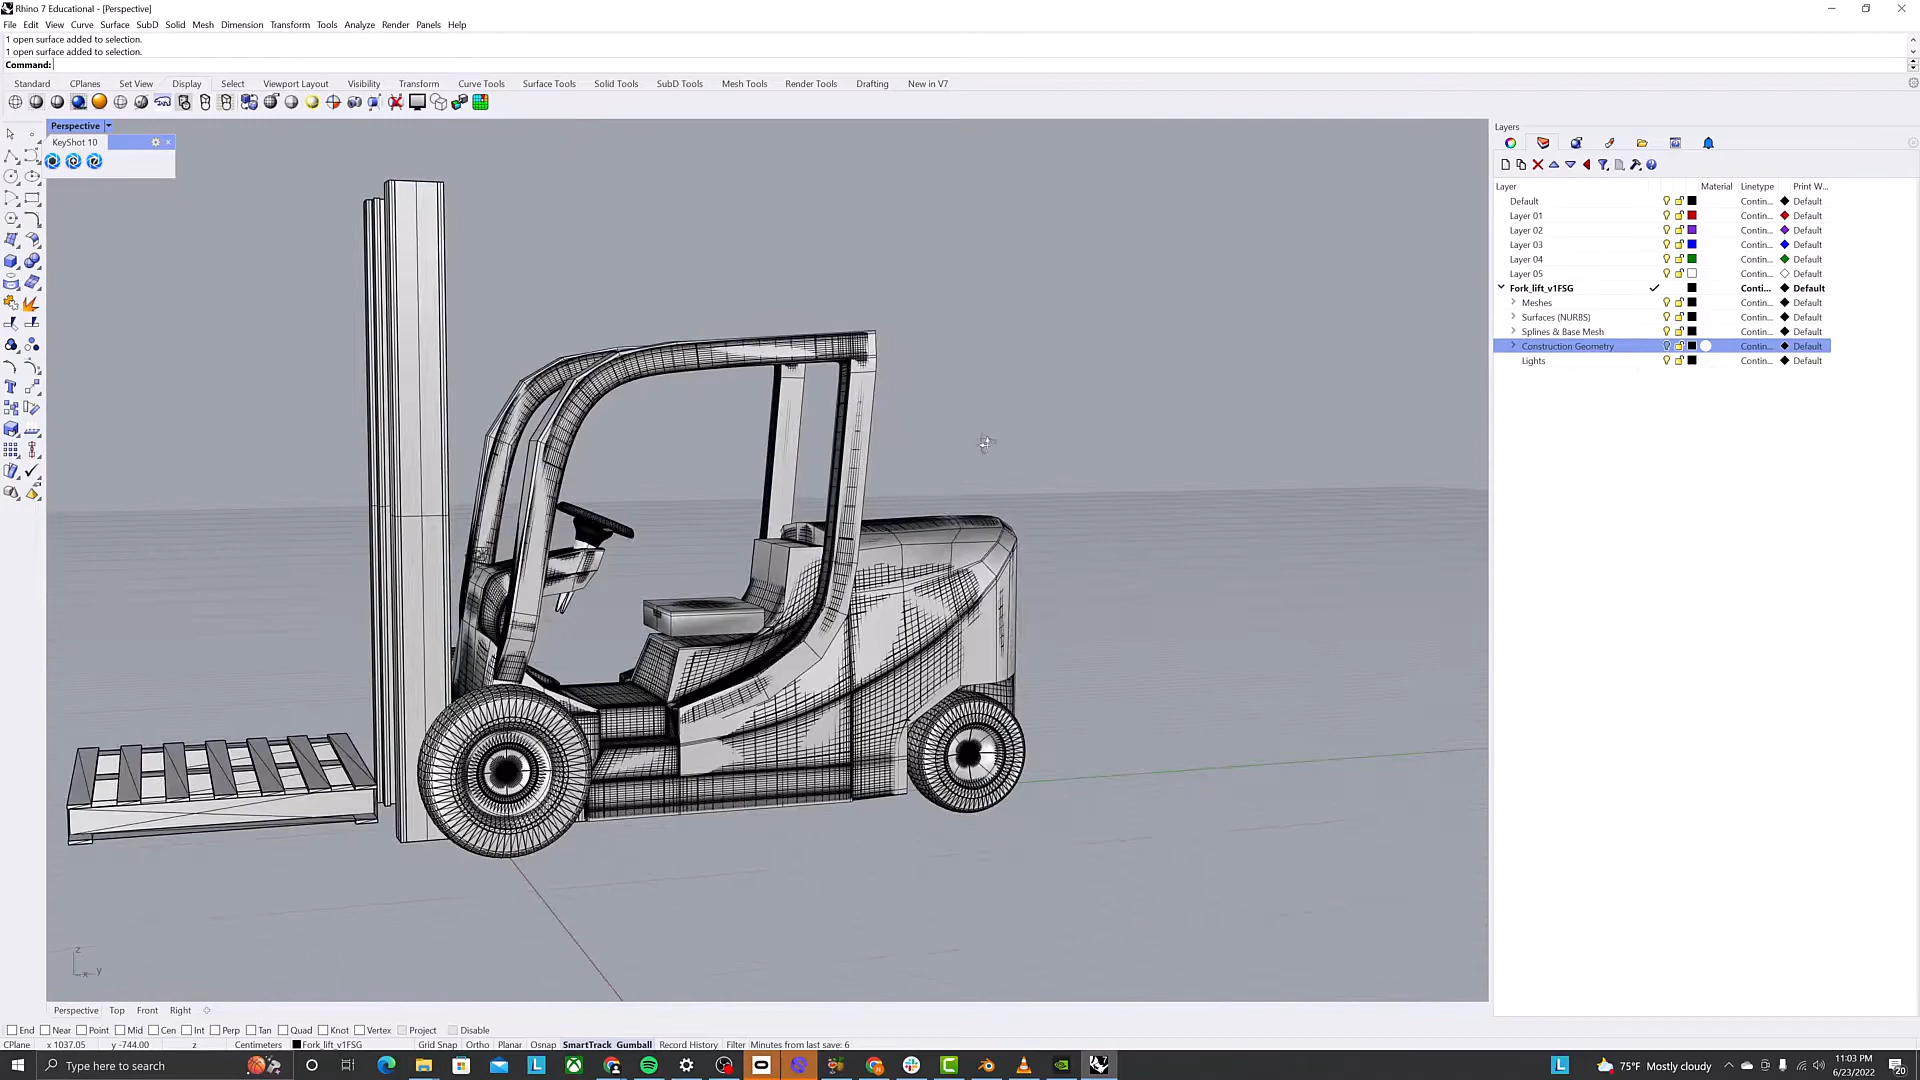 Rhino 7 Educational - [Perspective]
File Edit View Curve Surface SubD Solid Mesh Dimension Transform Tools Analyze Render Panels Help
1 open surface added to selection.
1 open surface added to selection.
Command:
Standard CPlanes Set View Display Select Viewport Layout Visibility Transform Curve Tools Surface Tools Solid Tools SubD Tools Mesh Tools Render Tools Drafting New in V7
Perspective
KeyShot 10
Layers
Layer Material Linetype Print W...
Default Contin... Default
Layer 01 Contin... Default
Layer 02 Contin... Default
Layer 03 Contin... Default
Layer 04 Contin... Default
Layer 05 Contin... Default
Fork_lift_v1FSG Conti... Default
Meshes Contin... Default
Surfaces (NURBS) Contin... Default
Splines & Base Mesh Contin... Default
Construction Geometry Contin... Default
Lights Contin... Default
z
x y
Perspective Top Front Right
End Near Point Mid Cen Int Perp Tan Quad Knot Vertex Project Disable
CPlane x 1037.05 y -744.00 z Centimeters Fork_lift_v1FSG Grid Snap Ortho Planar Osnap SmartTrack Gumball Record History Filter Minutes from last save: 6
Type here to search
L
L
75°F Mostly cloudy
11:03 PM
6/23/2022
20